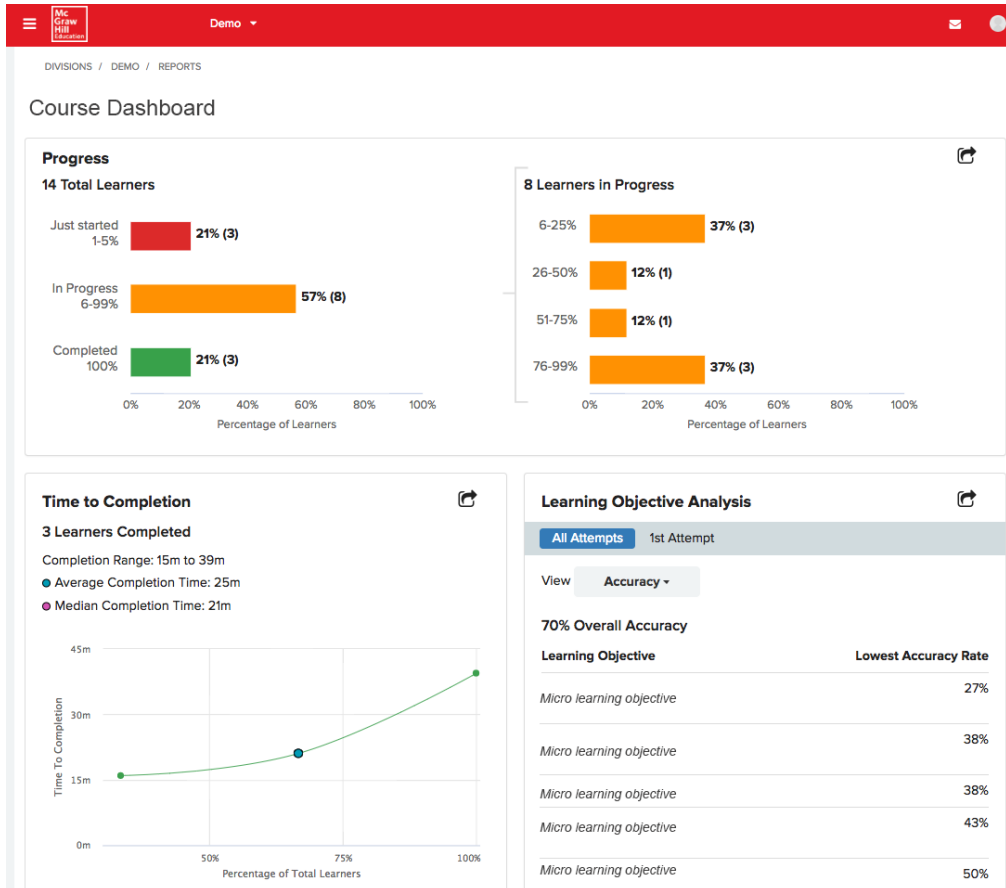 Mc
Graw
Hill
Education
Demo
DIVISIONS / DEMO / REPORTS
Course Dashboard
Progress
14 Total Learners
Just started
1-5%
21% (3)
In Progress
6-99%
57% (8)
Completed
100%
21% (3)
0% 20% 40% 60% 80% 100%
Percentage of Learners
8 Learners in Progress
6-25%
37% (3)
26-50%
12% (1)
51-75%
12% (1)
76-99%
37% (3)
0% 20% 40% 60% 80% 100%
Percentage of Learners
Time to Completion
3 Learners Completed
Completion Range: 15m to 39m
Average Completion Time: 25m
Median Completion Time: 21m
45m
30m
15m
0m
Time To Completion
50% 75% 100%
Percentage of Total Learners
Learning Objective Analysis
All Attempts 1st Attempt
View Accuracy
70% Overall Accuracy
Learning Objective Lowest Accuracy Rate
Micro learning objective 27%
Micro learning objective 38%
Micro learning objective 38%
Micro learning objective 43%
Micro learning objective 50%